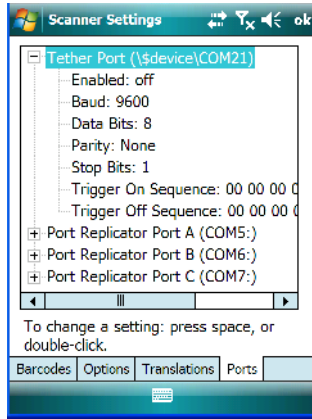 Scanner Settings ok
Tether Port (\$device\COM21)
Enabled: off
Baud: 9600
Data Bits: 8
Parity: None
Stop Bits: 1
Trigger On Sequence: 00 00 00 0
Trigger Off Sequence: 00 00 0
Port Replicator Port A (COM5:)
Port Replicator Port B (COM6:)
Port Replicator Port C (COM7:)
To change a setting: press space, or
double-click.
Barcodes Options Translations Ports